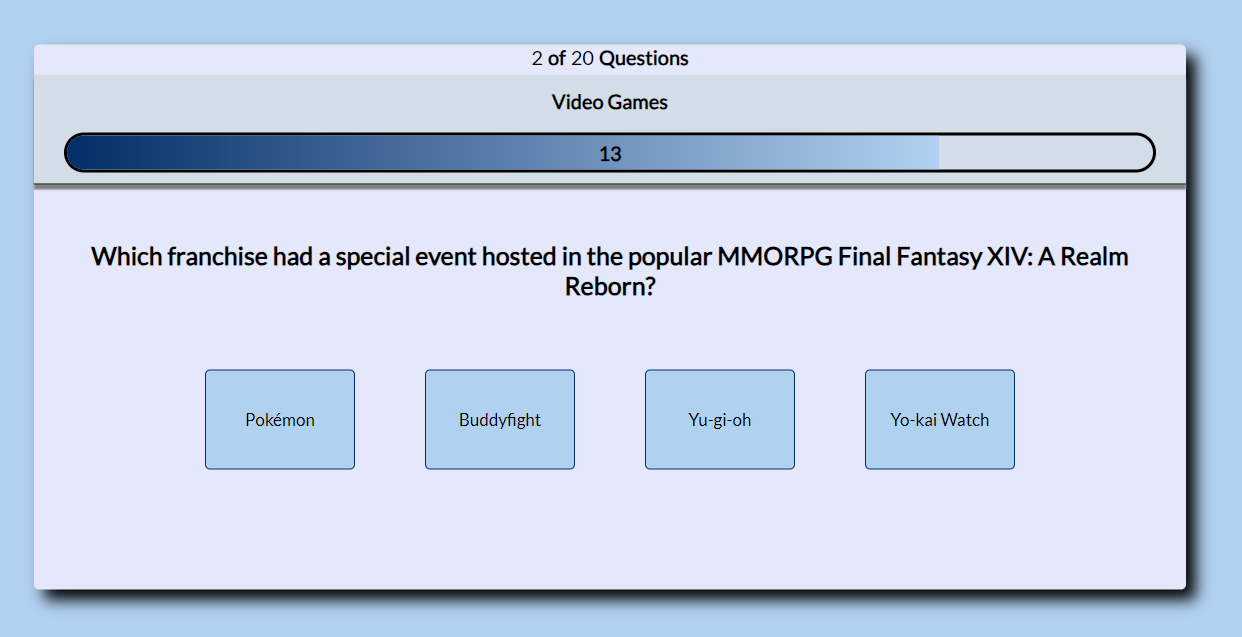 2 of 20 Questions
Video Games
13
Which franchise had a special event hosted in the popular MMORPG Final Fantasy XIV: A Realm
Reborn?
Pokémon
Buddyfight
Yu-gi-oh
Yo-kai Watch